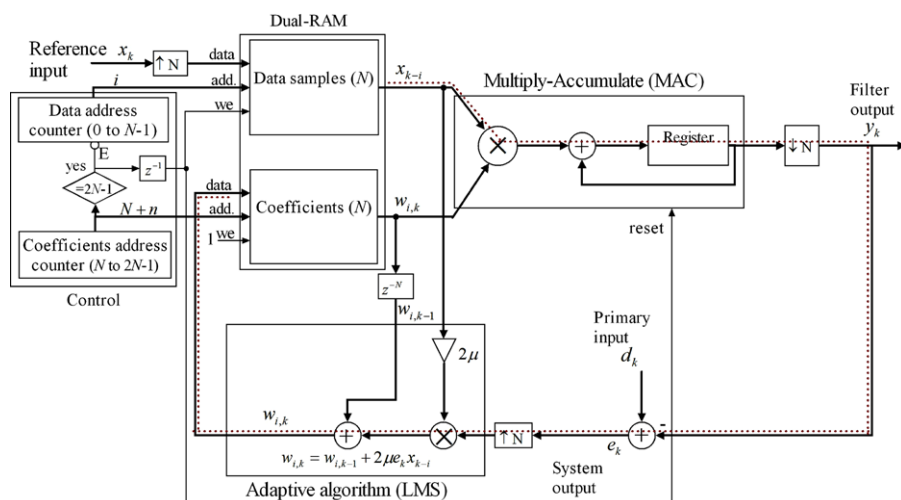 Dual-RAM
Reference
input
x_k
↑ N
data
i
add.
we
Data samples (N)
x_{k-i}
Multiply-Accumulate (MAC)
Filter
output
y_k
Data address
counter (0 to N-1)
E
yes
=2N-1
z^{-1}
N+n
Coefficients address
counter (N to 2N-1)
Control
data
add.
1
we
Coefficients (N)
w_{i,k}
×
+
Register
↓ N
reset
z^{-N}
w_{i,k-1}
2μ
Primary
input
d_k
w_{i,k}
+
×
↑N
e_k
+
-
w_{i,k} = w_{i,k-1} + 2μe_k x_{k-i}
Adaptive algorithm (LMS)
System
output